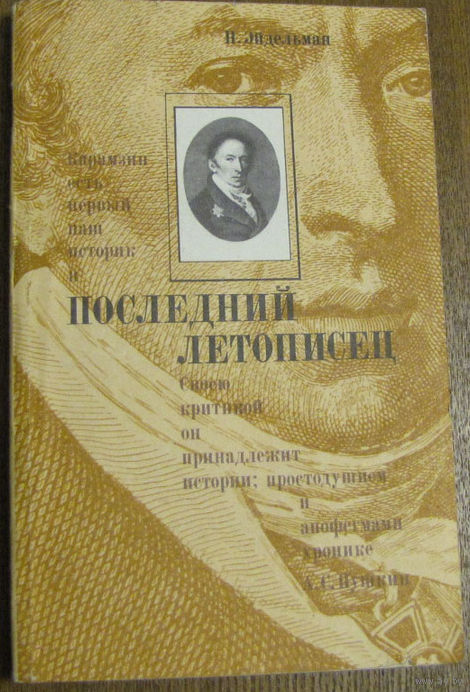 Н. Эйдельман
Карамзин
есть
первый
наш
историк
и
ПОСЛЕДНИЙ
ЛЕТОПИСЕЦ
Своею
критикой
он
принадлежит
истории; простодушием
и
апофегмами
хронике
А.С.Пушкин